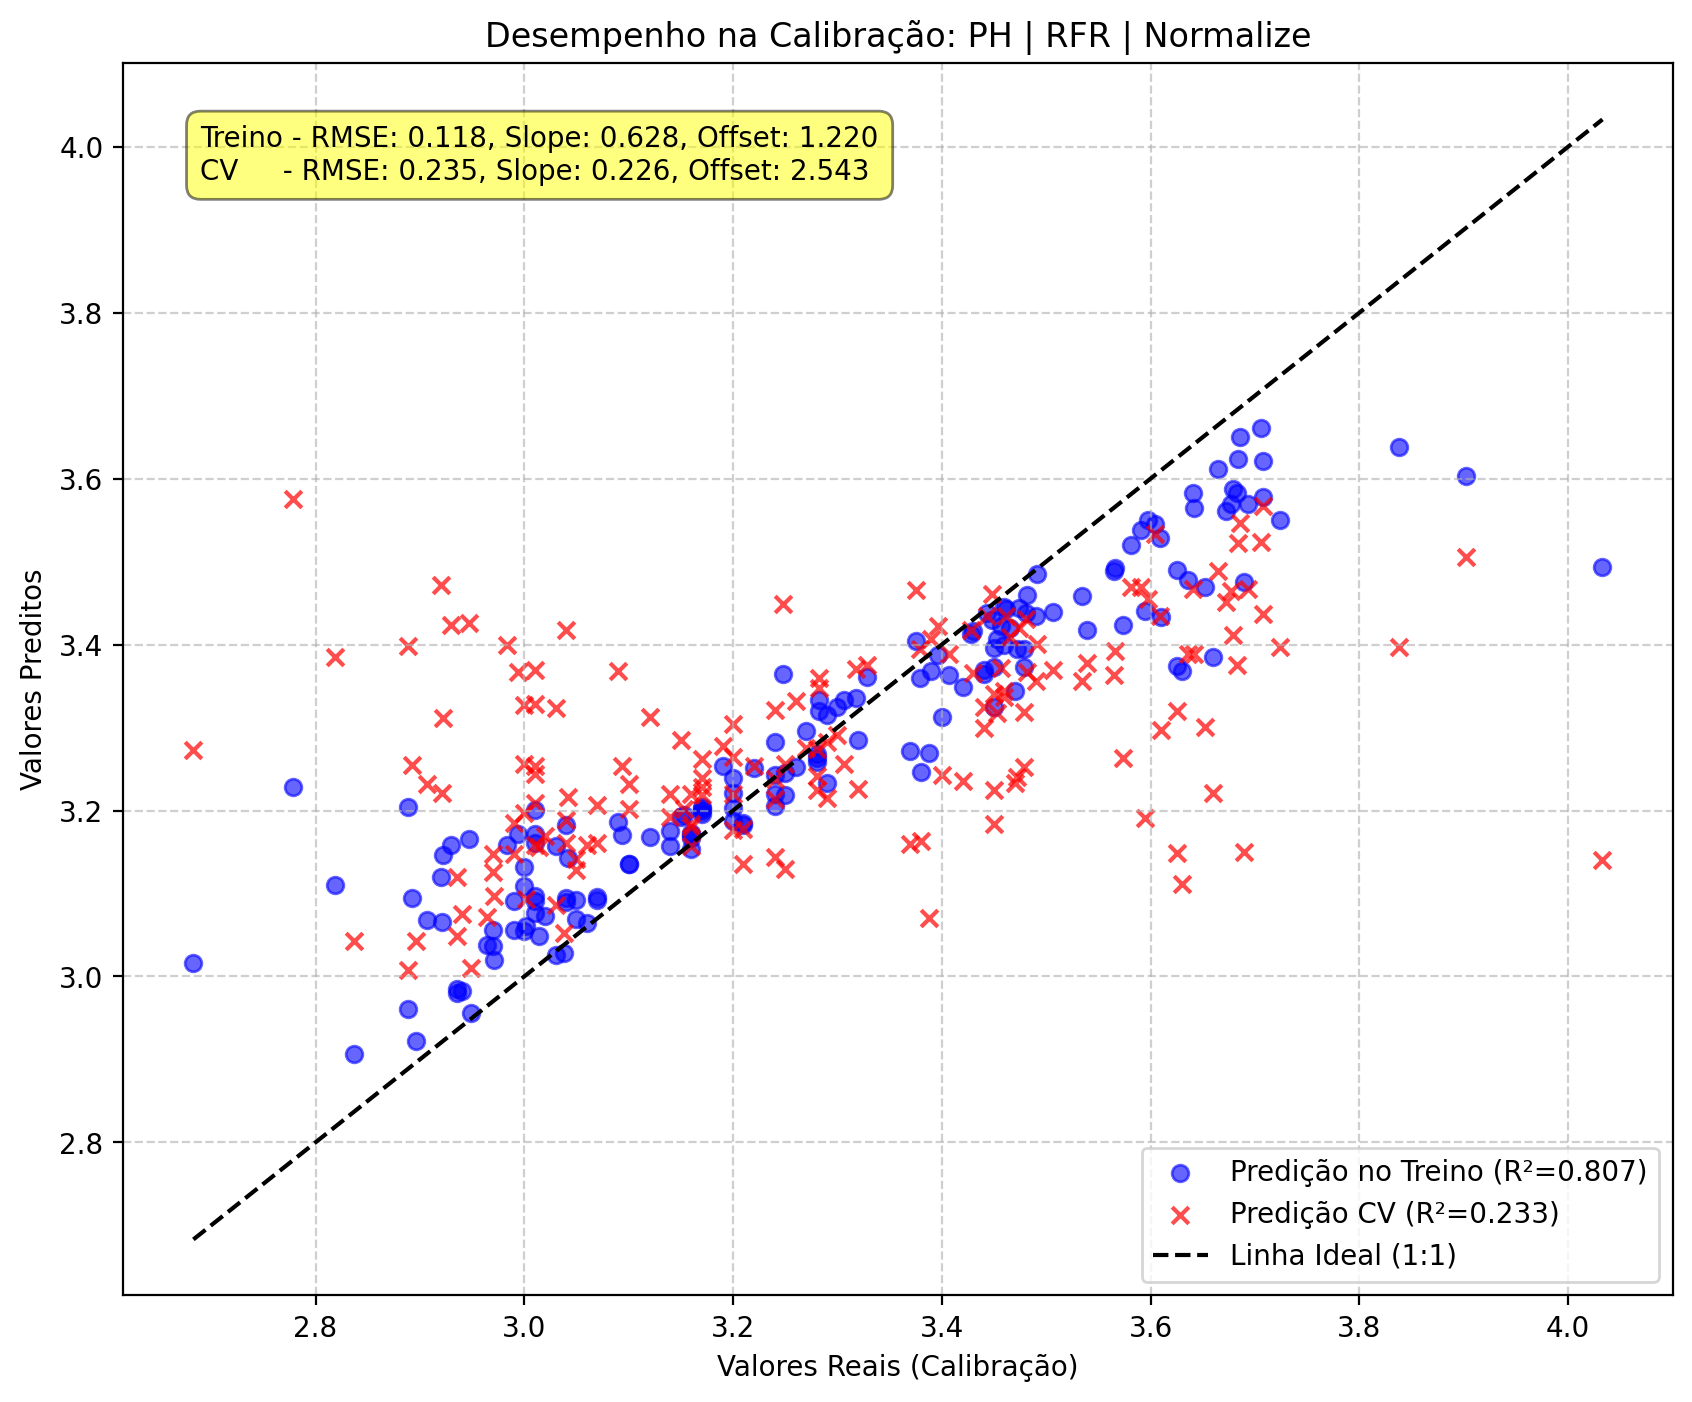 Desempenho na Calibração: PH | RFR | Normalize
Treino - RMSE: 0.118, Slope: 0.628, Offset: 1.220
CV     - RMSE: 0.235, Slope: 0.226, Offset: 2.543
Valores Preditos
4.0
3.8
3.6
3.4
3.2
3.0
2.8
Predição no Treino (R²=0.807)
Predição CV (R²=0.233)
Linha Ideal (1:1)
2.8 3.0 3.2 3.4 3.6 3.8 4.0
Valores Reais (Calibração)